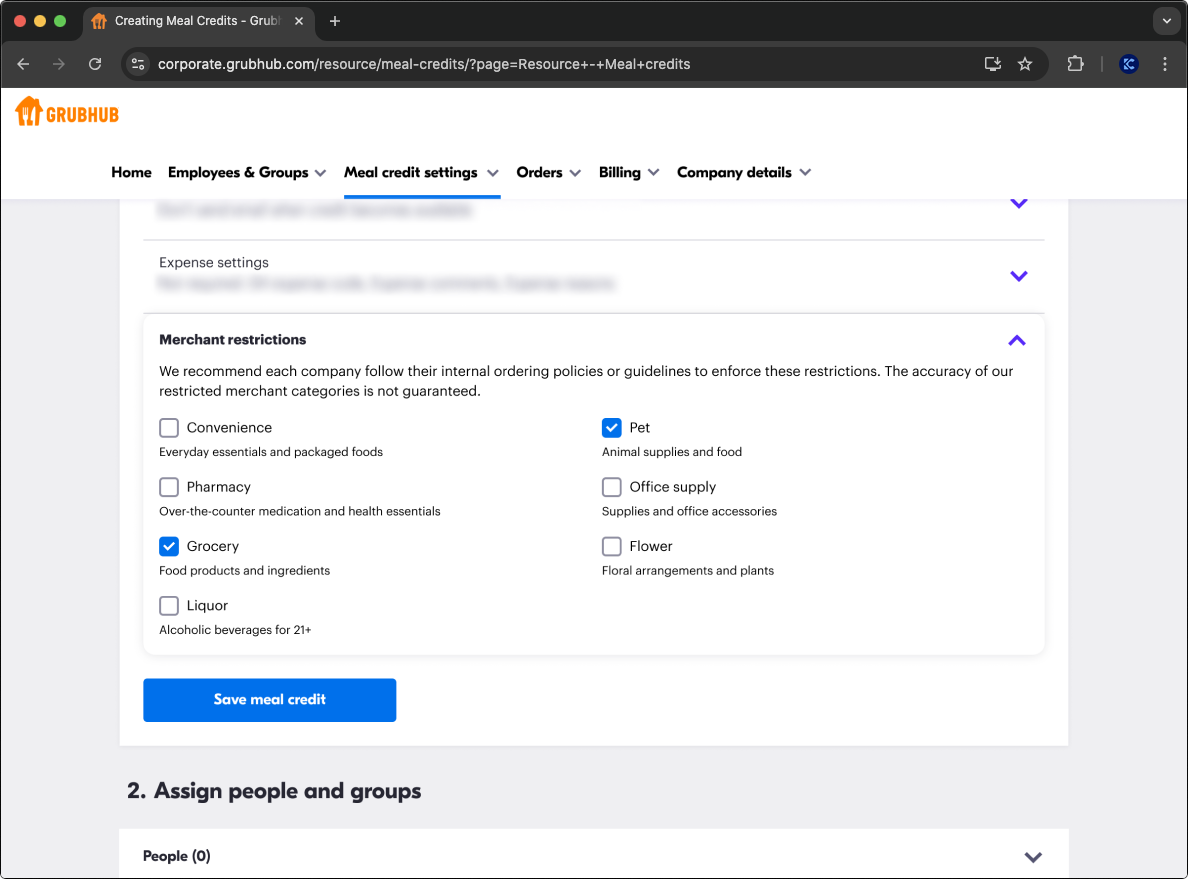 Creating Meal Credits - Grub
corporate.grubhub.com/resource/meal-credits/?page=Resource+-+Meal+credits
GRUBHUB
Home Employees & Groups Meal credit settings Orders Billing Company details
Expense settings
Merchant restrictions
We recommend each company follow their internal ordering policies or guidelines to enforce these restrictions. The accuracy of our
restricted merchant categories is not guaranteed.
Convenience
Everyday essentials and packaged foods
Pet
Animal supplies and food
Pharmacy
Over-the-counter medication and health essentials
Office supply
Supplies and office accessories
Grocery
Food products and ingredients
Flower
Floral arrangements and plants
Liquor
Alcoholic beverages for 21+
Save meal credit
2. Assign people and groups
People (0)